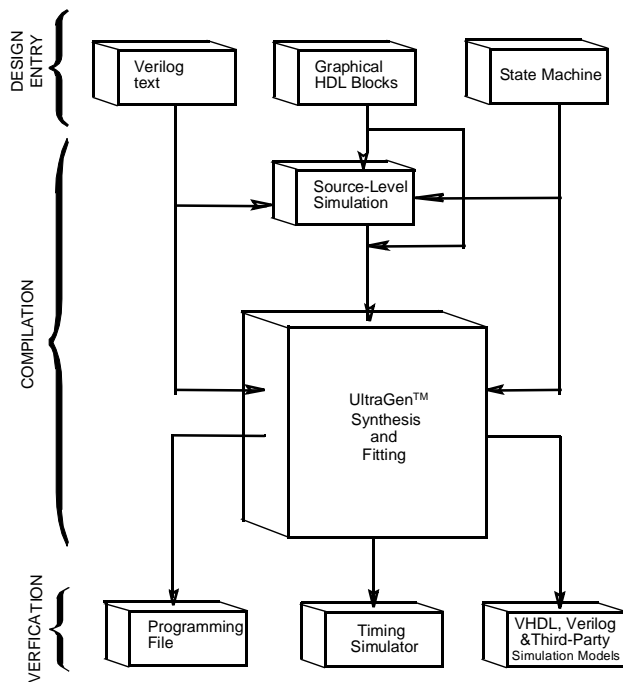 DESIGN
ENTRY
Verilog
text
Graphical
HDL Blocks
State Machine
Source-Level
Simulation
COMPILATION
UltraGen™
Synthesis
and
Fitting
VERFICATION
Programming
File
Timing
Simulator
VHDL, Verilog
&Third-Party
Simulation Models